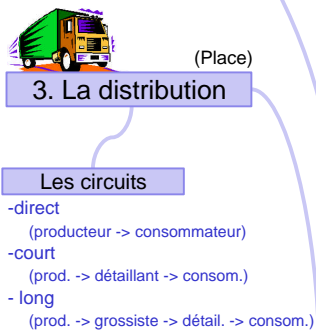 (Place)
3. La distribution
Les circuits
-direct
(producteur -> consommateur)
-court
(prod. -> détaillant -> consom.)
- long
(prod. -> grossiste -> détail. -> consom.)